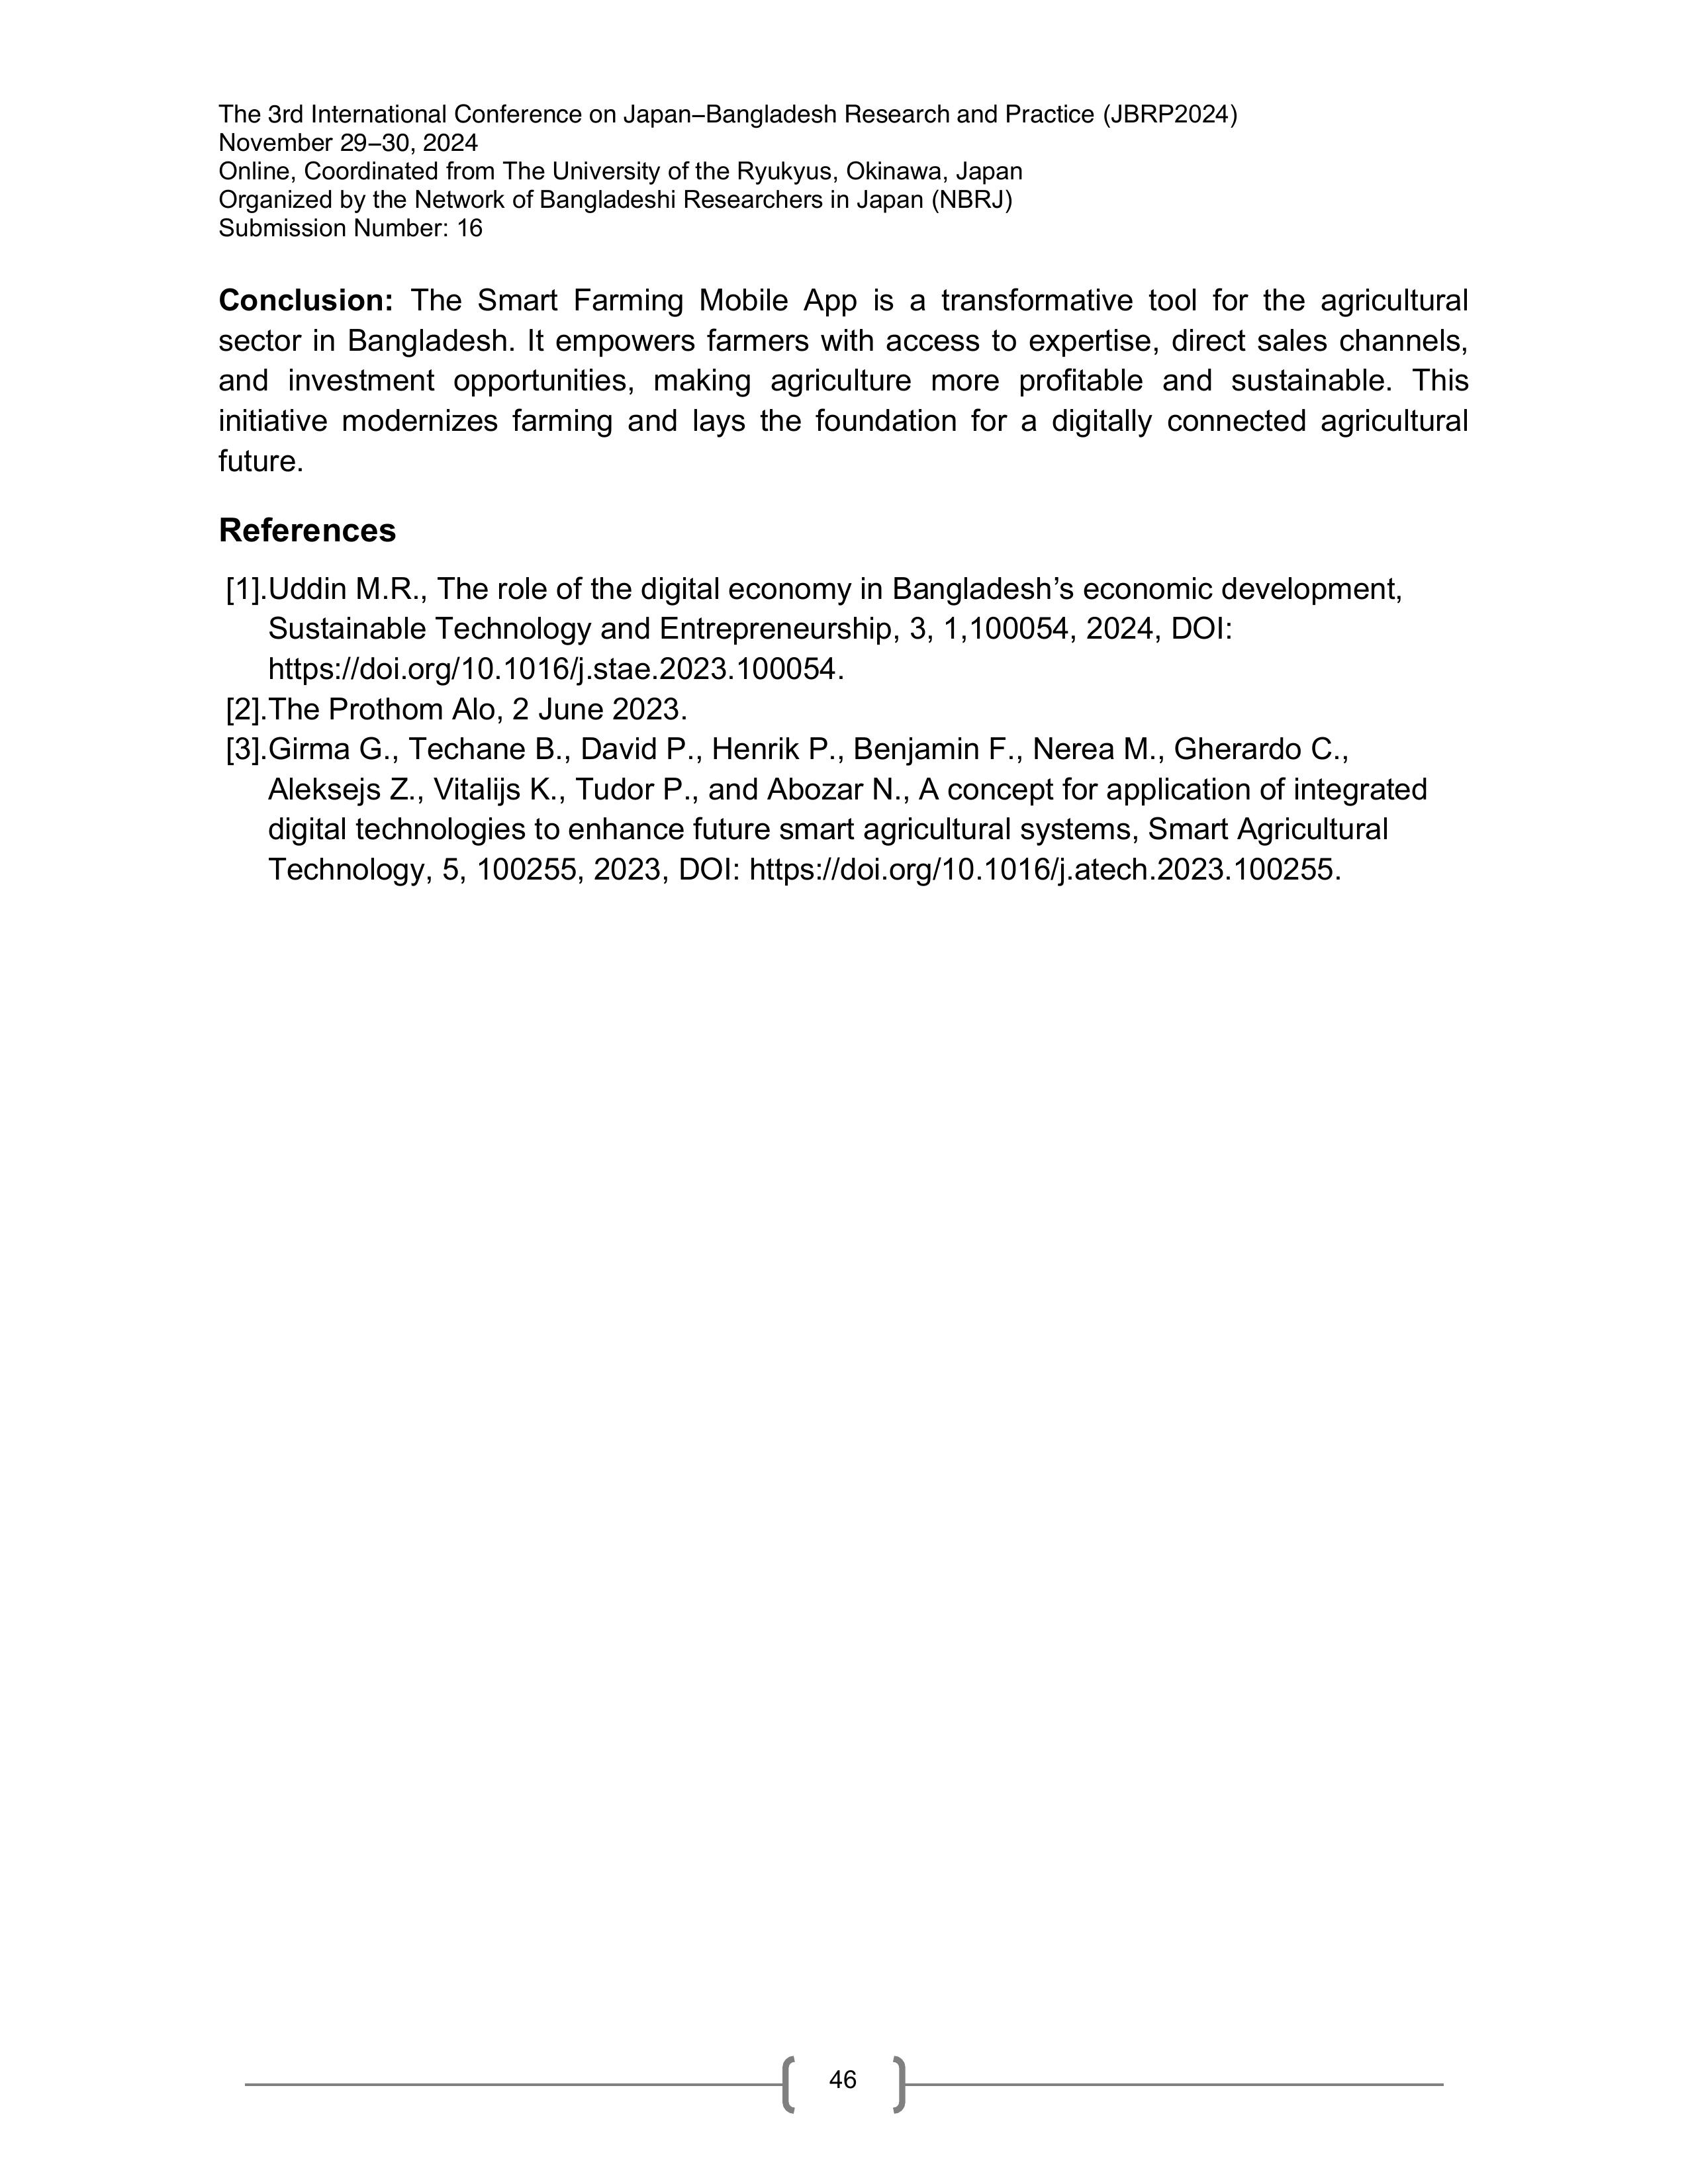 The 3rd International Conference on Japan–Bangladesh Research and Practice (JBRP2024)
November 29–30, 2024
Online, Coordinated from The University of the Ryukyus, Okinawa, Japan
Organized by the Network of Bangladeshi Researchers in Japan (NBRJ)
Submission Number: 16
Conclusion: The Smart Farming Mobile App is a transformative tool for the agricultural
sector in Bangladesh. It empowers farmers with access to expertise, direct sales channels,
and investment opportunities, making agriculture more profitable and sustainable. This
initiative modernizes farming and lays the foundation for a digitally connected agricultural
future.
References
[1].Uddin M.R., The role of the digital economy in Bangladesh’s economic development,
Sustainable Technology and Entrepreneurship, 3, 1,100054, 2024, DOI:
https://doi.org/10.1016/j.stae.2023.100054.
[2].The Prothom Alo, 2 June 2023.
[3].Girma G., Techane B., David P., Henrik P., Benjamin F., Nerea M., Gherardo C.,
Aleksejs Z., Vitalijs K., Tudor P., and Abozar N., A concept for application of integrated
digital technologies to enhance future smart agricultural systems, Smart Agricultural
Technology, 5, 100255, 2023, DOI: https://doi.org/10.1016/j.atech.2023.100255.
46